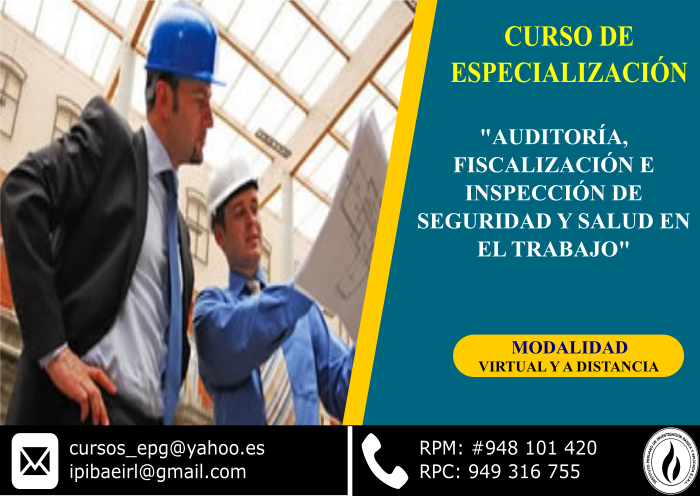 CURSO DE
ESPECIALIZACIÓN
"AUDITORÍA,
FISCALIZACIÓN E
INSPECCIÓN DE
SEGURIDAD Y SALUD EN
EL TRABAJO"
MODALIDAD
VIRTUAL Y A DISTANCIA
cursos_epg@yahoo.es
ipibaeirl@gmail.com
RPM: #948 101 420
RPC: 949 316 755